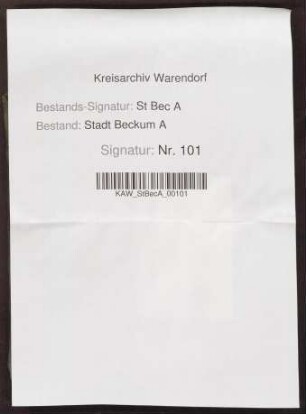 Kreisarchiv Warendorf
Bestands-Signatur: St Bec A
Bestand: Stadt Beckum A
Signatur: Nr. 101
KAW_StBecA_00101